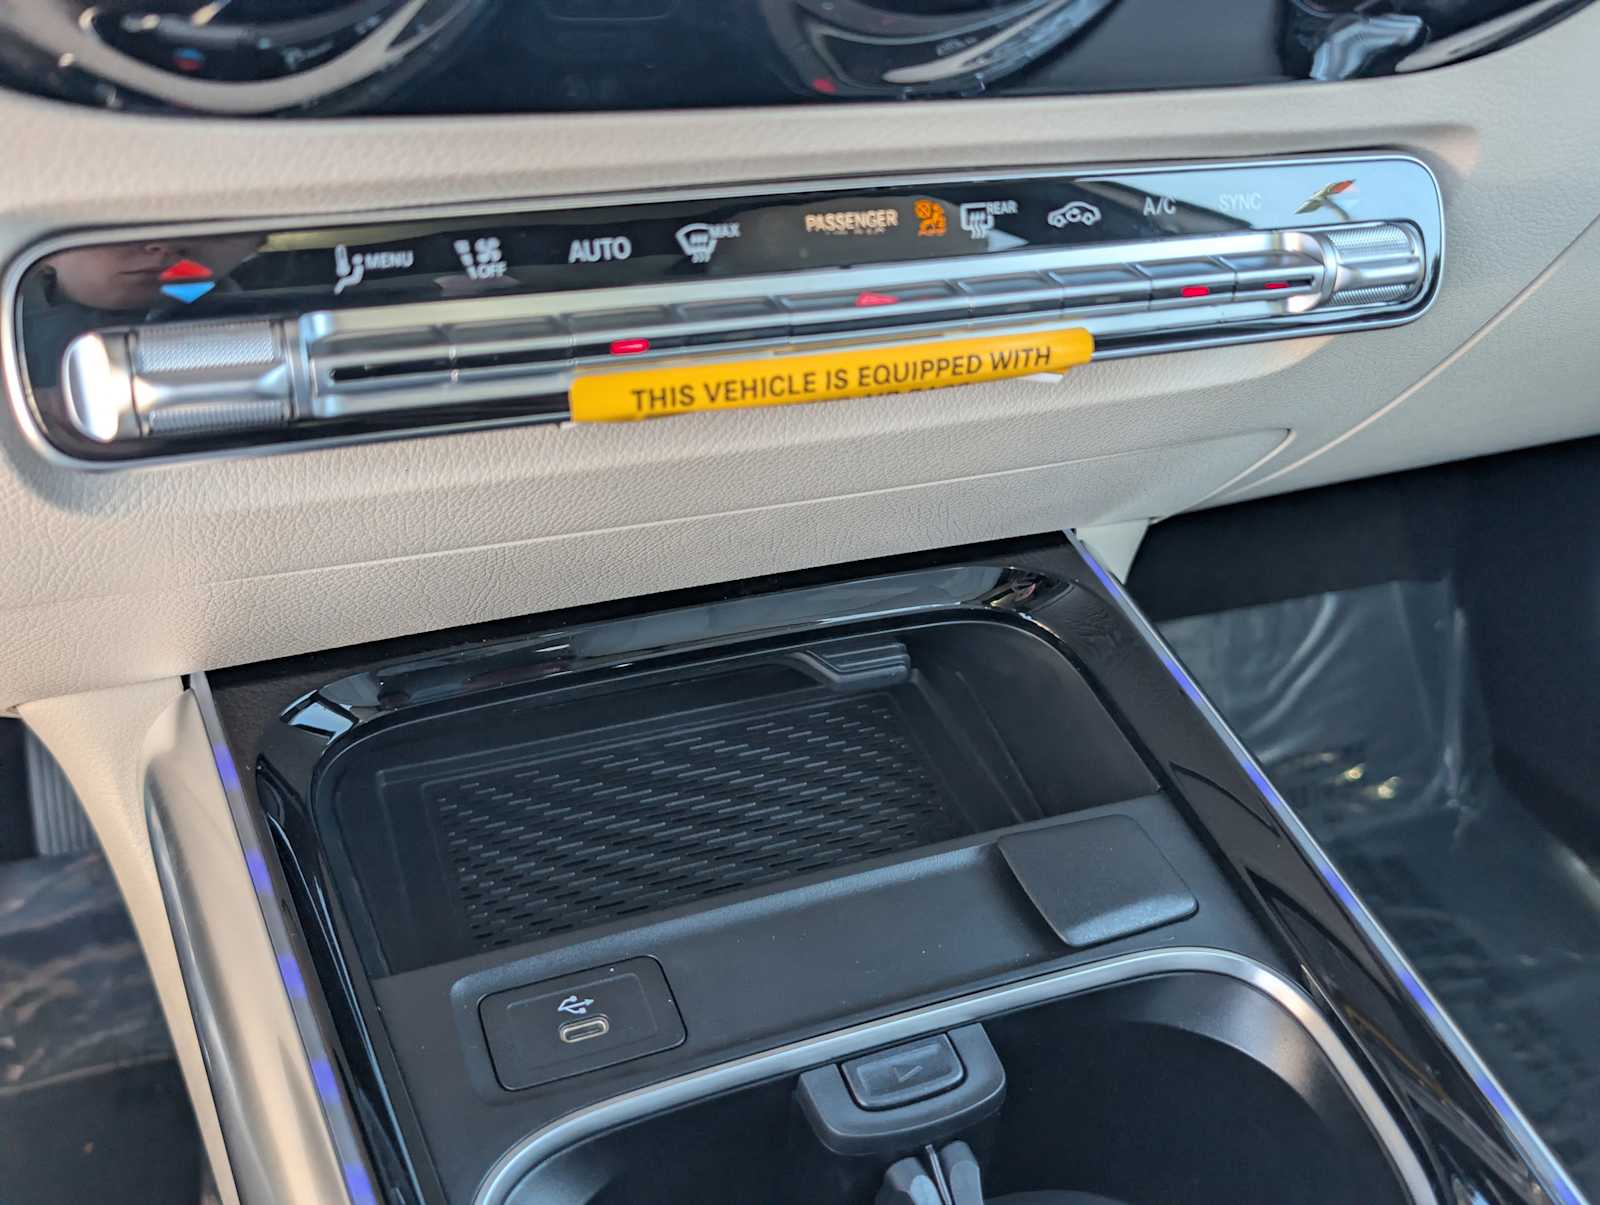 MENU
OFF
AUTO
MAX
PASSENGER
REAR
A/C
SYNC
THIS VEHICLE IS EQUIPPED WITH